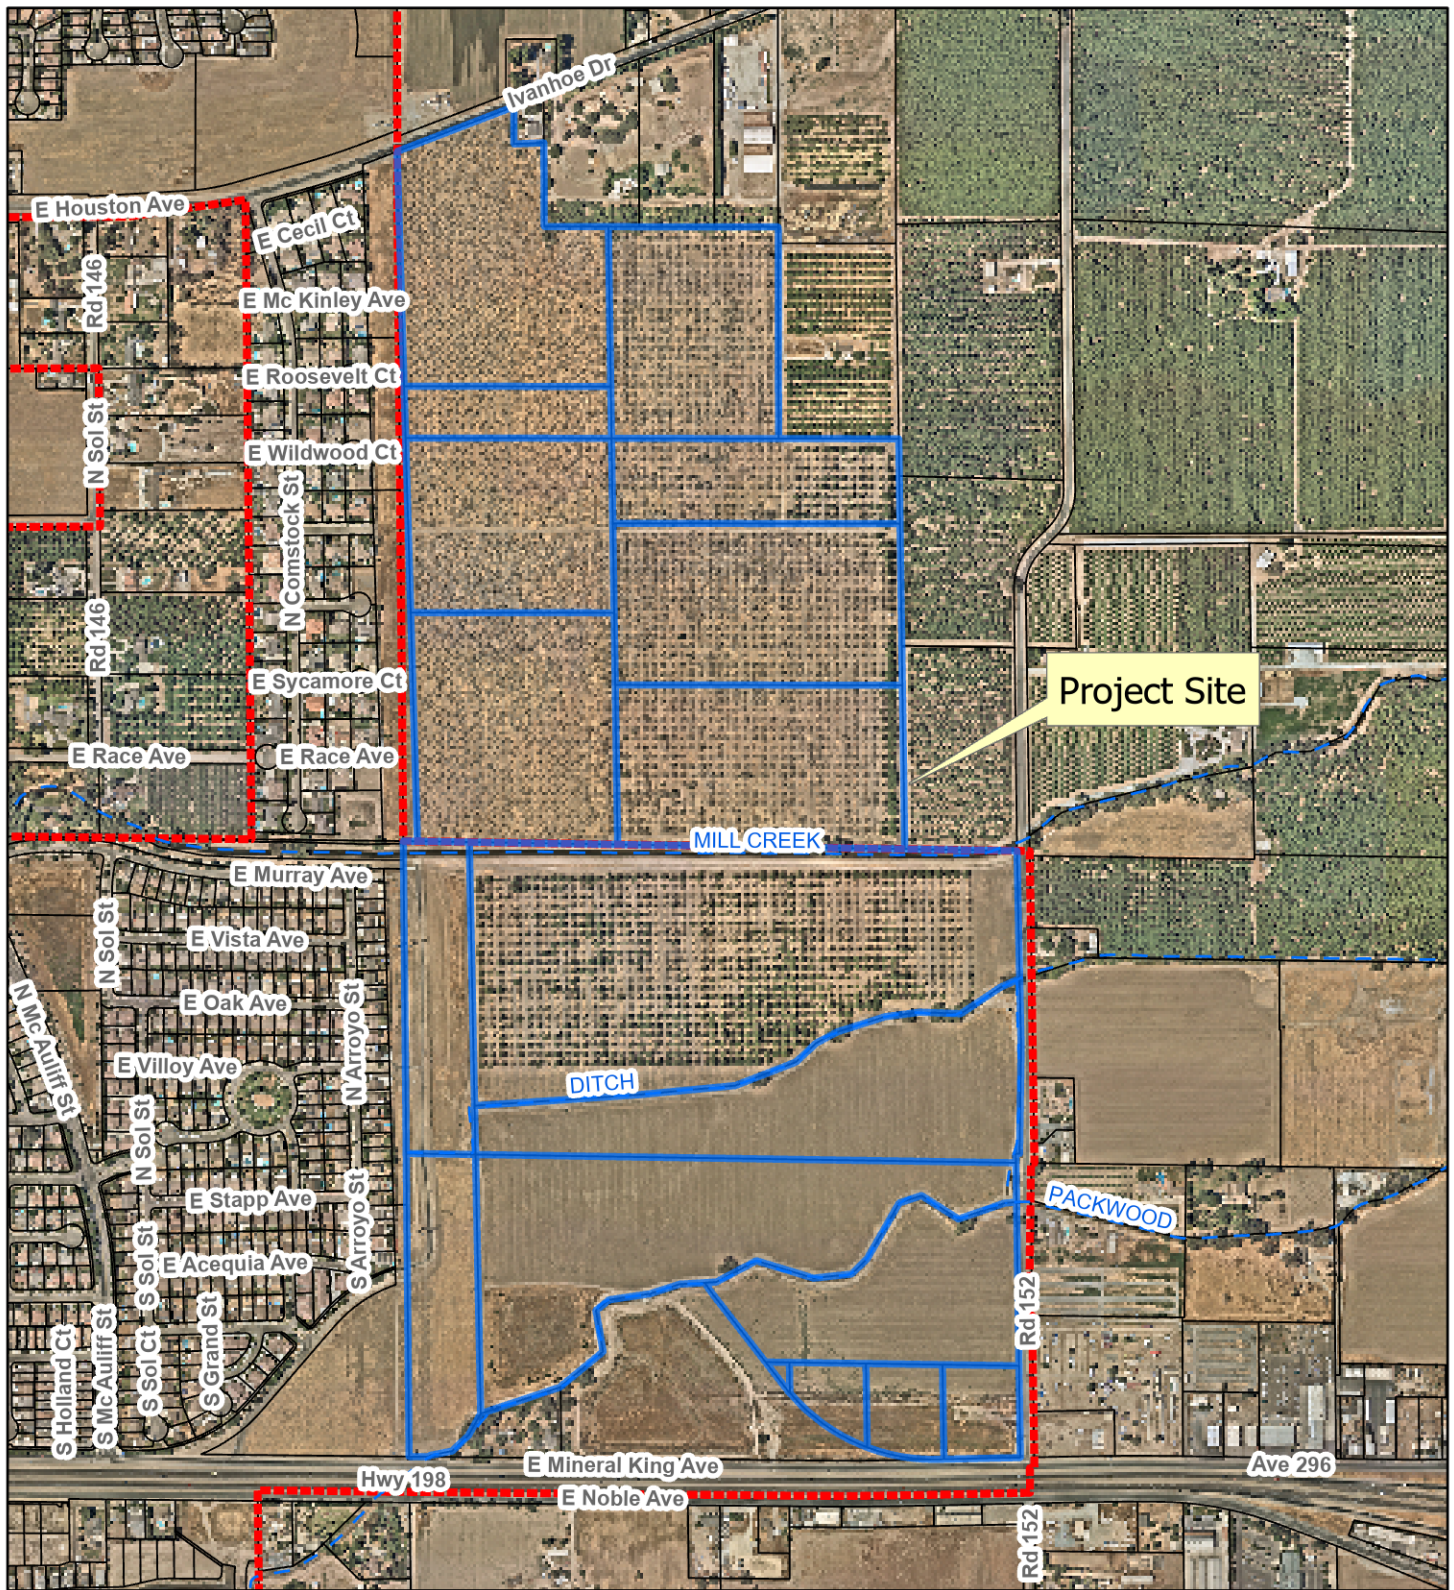 Ivanhoe Dr
E Houston Ave
E Cecil Ct
Rd 146
E Mc Kinley Ave
E Roosevelt Ct
N Sol St
E Wildwood Ct
N Comstock St
Rd 146
E Sycamore Ct
Project Site
E Race Ave
E Race Ave
MILL CREEK
E Murray Ave
N Sol St
E Vista Ave
E Oak Ave
N Mc Auliff St
N Arroyo St
E Villoy Ave
DITCH
N Sol St
E Stapp Ave
S Arroyo St
PACKWOOD
S Sol St
E Acequia Ave
Rd 152
S Holland Ct
S Mc Auliff St
S Sol Ct
S Grand St
E Mineral King Ave
Ave 296
Hwy 198
E Noble Ave
Rd 152